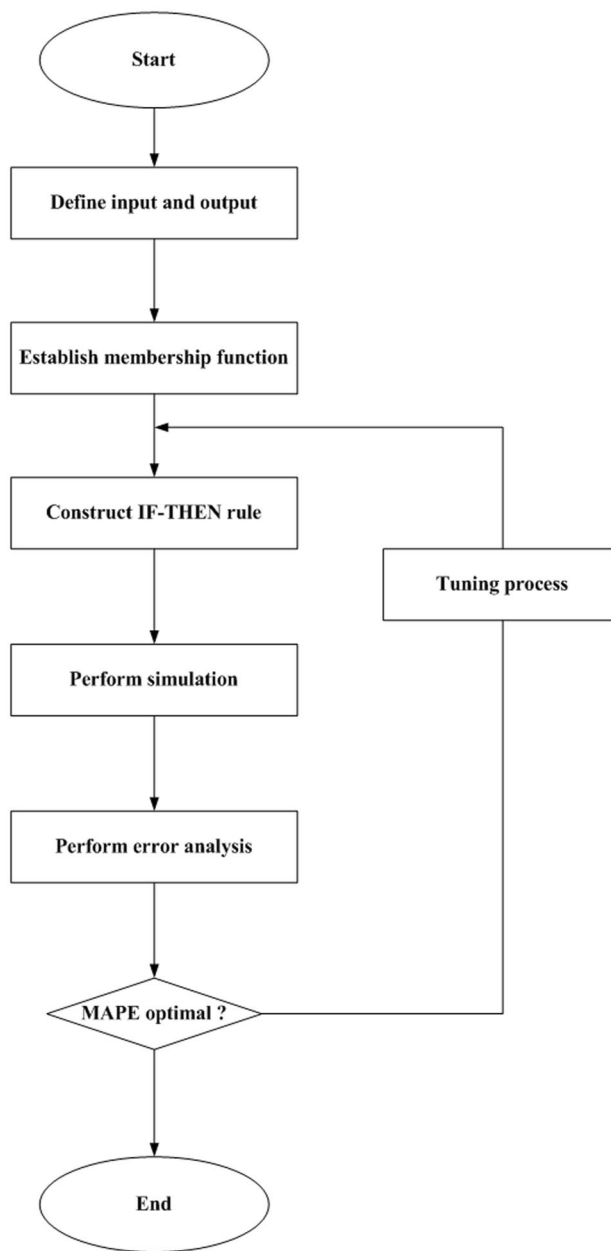 Start
Define input and output
Establish membership function
Construct IF-THEN rule
Tuning process
Perform simulation
Perform error analysis
MAPE optimal ?
End